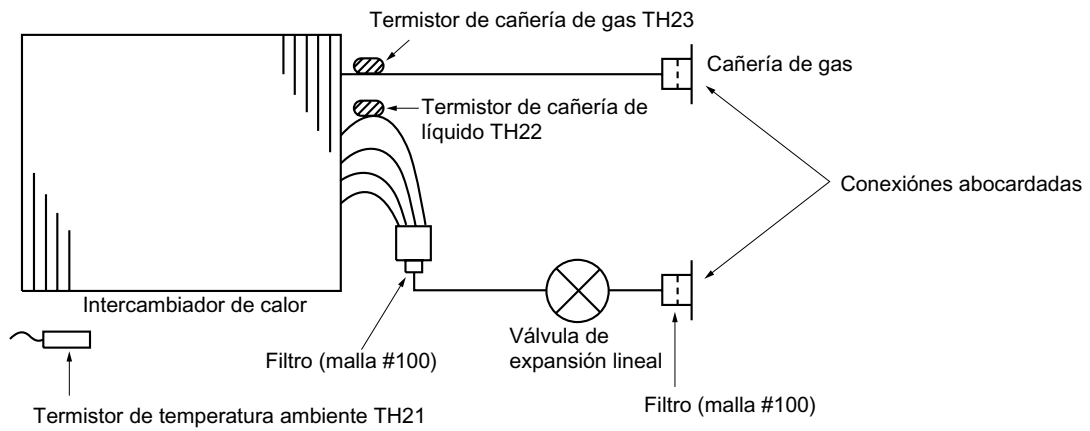 Termistor de cañería de gas TH23
Cañería de gas
Termistor de cañería de
líquido TH22
Conexiónes abocardadas
Intercambiador de calor
Válvula de
expansión lineal
Filtro (malla #100)
Filtro (malla #100)
Termistor de temperatura ambiente TH21